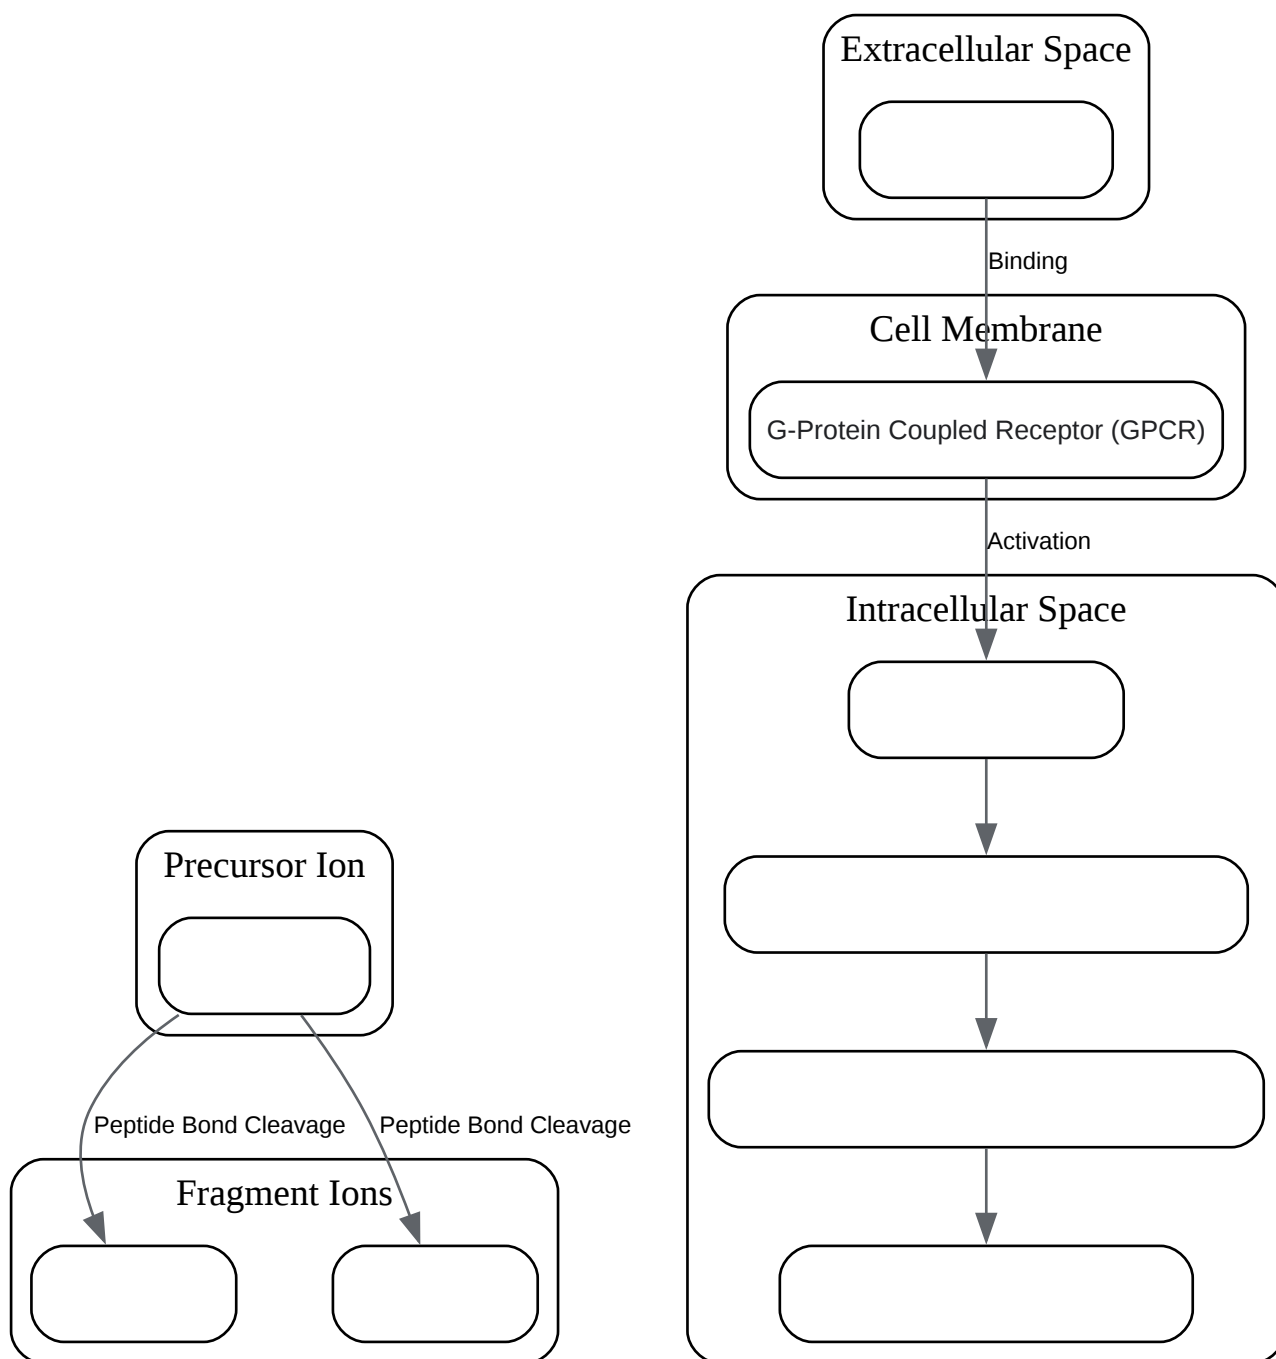 Extracellular Space
Binding
Cell Membrane
G-Protein Coupled Receptor (GPCR)
Activation
Intracellular Space
Precursor Ion
Peptide Bond Cleavage
Peptide Bond Cleavage
Fragment Ions